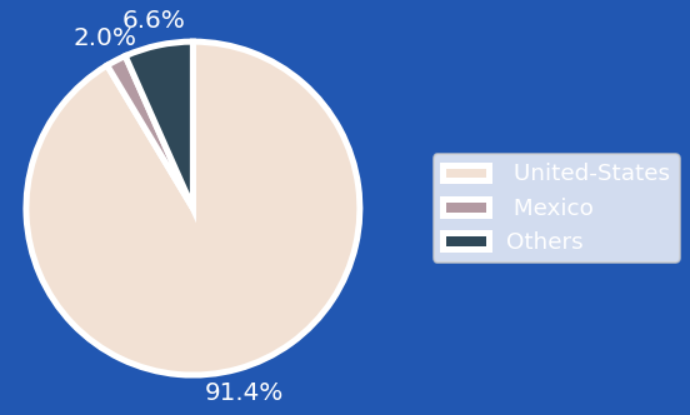 6.6%
2.0%
United-States
Mexico
Others
91.4%